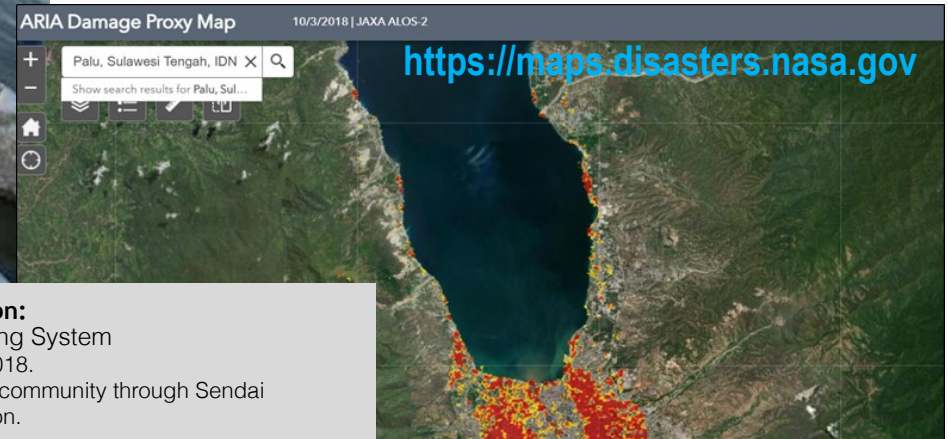 ARIA Damage Proxy Map
10/3/2018 | JAXA ALOS-2
https://maps.disasters.nasa.gov
Palu, Sulawesi Tengah, IDN
Show search results for Palu, Sul...
on:
ng System
018.
community through Sendai
on.